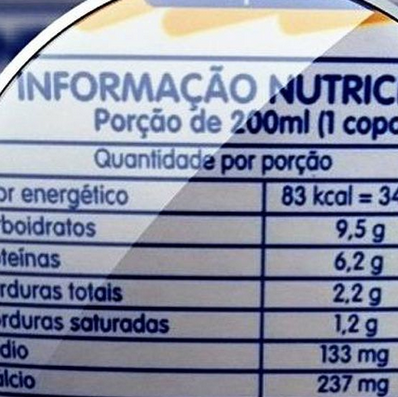 INFORMAÇÃO NUTRICI
Porção de 200ml (1 copo
Quantidade por porção
or energético 83 kcal = 34
rboidratos 9,5 g
teínas 6,2 g
rduras totais 2,2 g
rduras saturadas 1,2 g
dio 133 mg
álcio 237 mg